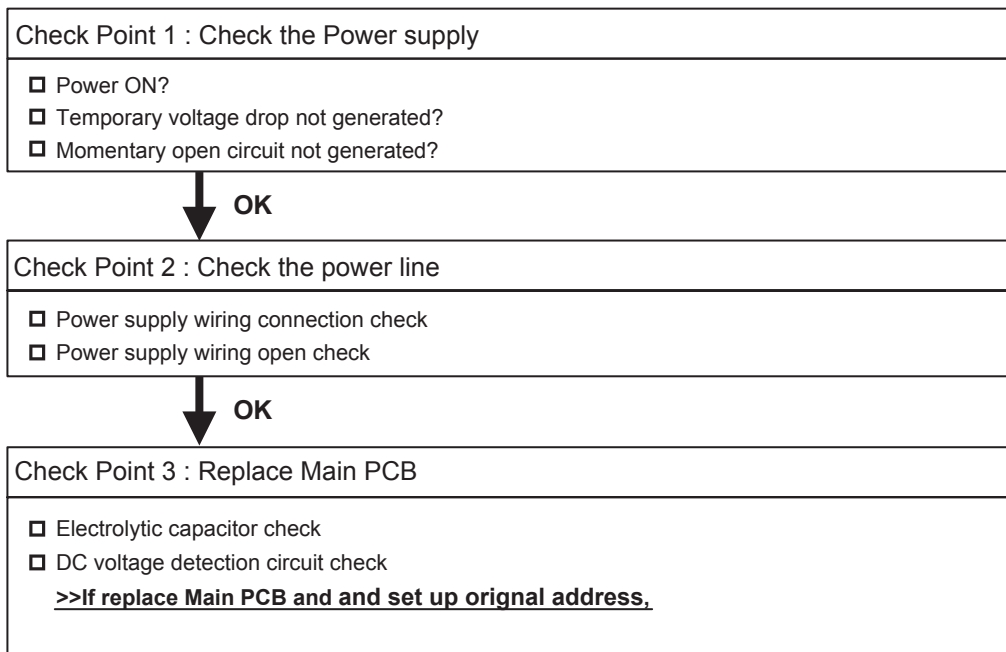 Check Point 1 : Check the Power supply
Power ON?
Temporary voltage drop not generated?
Momentary open circuit not generated?
OK
Check Point 2 : Check the power line
Power supply wiring connection check
Power supply wiring open check
OK
Check Point 3 : Replace Main PCB
Electrolytic capacitor check
DC voltage detection circuit check
>>If replace Main PCB and and set up orignal address,